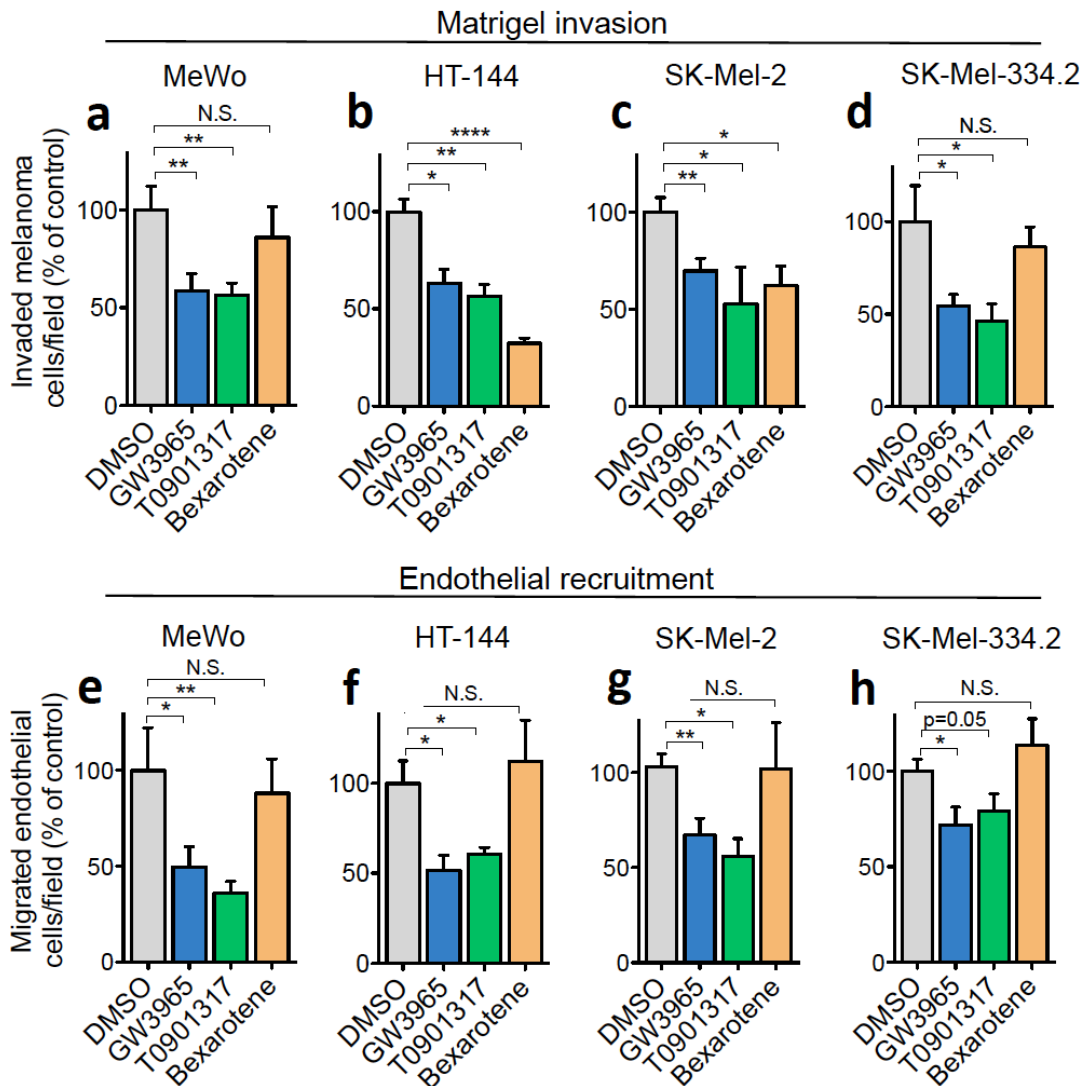 Matrigel invasion
MeWo
HT-144
SK-Mel-2
SK-Mel-334.2
a
b
c
d
N.S.
**
**
****
**
*
*
*
**
N.S.
*
*
Invaded melanoma
cells/field (% of control)
100
50
0
100
50
0
100
50
0
100
50
0
DMSO
GW3965
T0901317
Bexarotene
DMSO
GW3965
T0901317
Bexarotene
DMSO
GW3965
T0901317
Bexarotene
DMSO
GW3965
T0901317
Bexarotene
Endothelial recruitment
MeWo
HT-144
SK-Mel-2
SK-Mel-334.2
e
f
g
h
N.S.
**
*
N.S.
*
*
N.S.
*
**
N.S.
p=0.05
*
Migrated endothelial
cells/field (% of control)
100
50
0
100
50
0
100
50
0
100
50
0
DMSO
GW3965
T0901317
Bexarotene
DMSO
GW3965
T0901317
Bexarotene
DMSO
GW3965
T0901317
Bexarotene
DMSO
GW3965
T0901317
Bexarotene